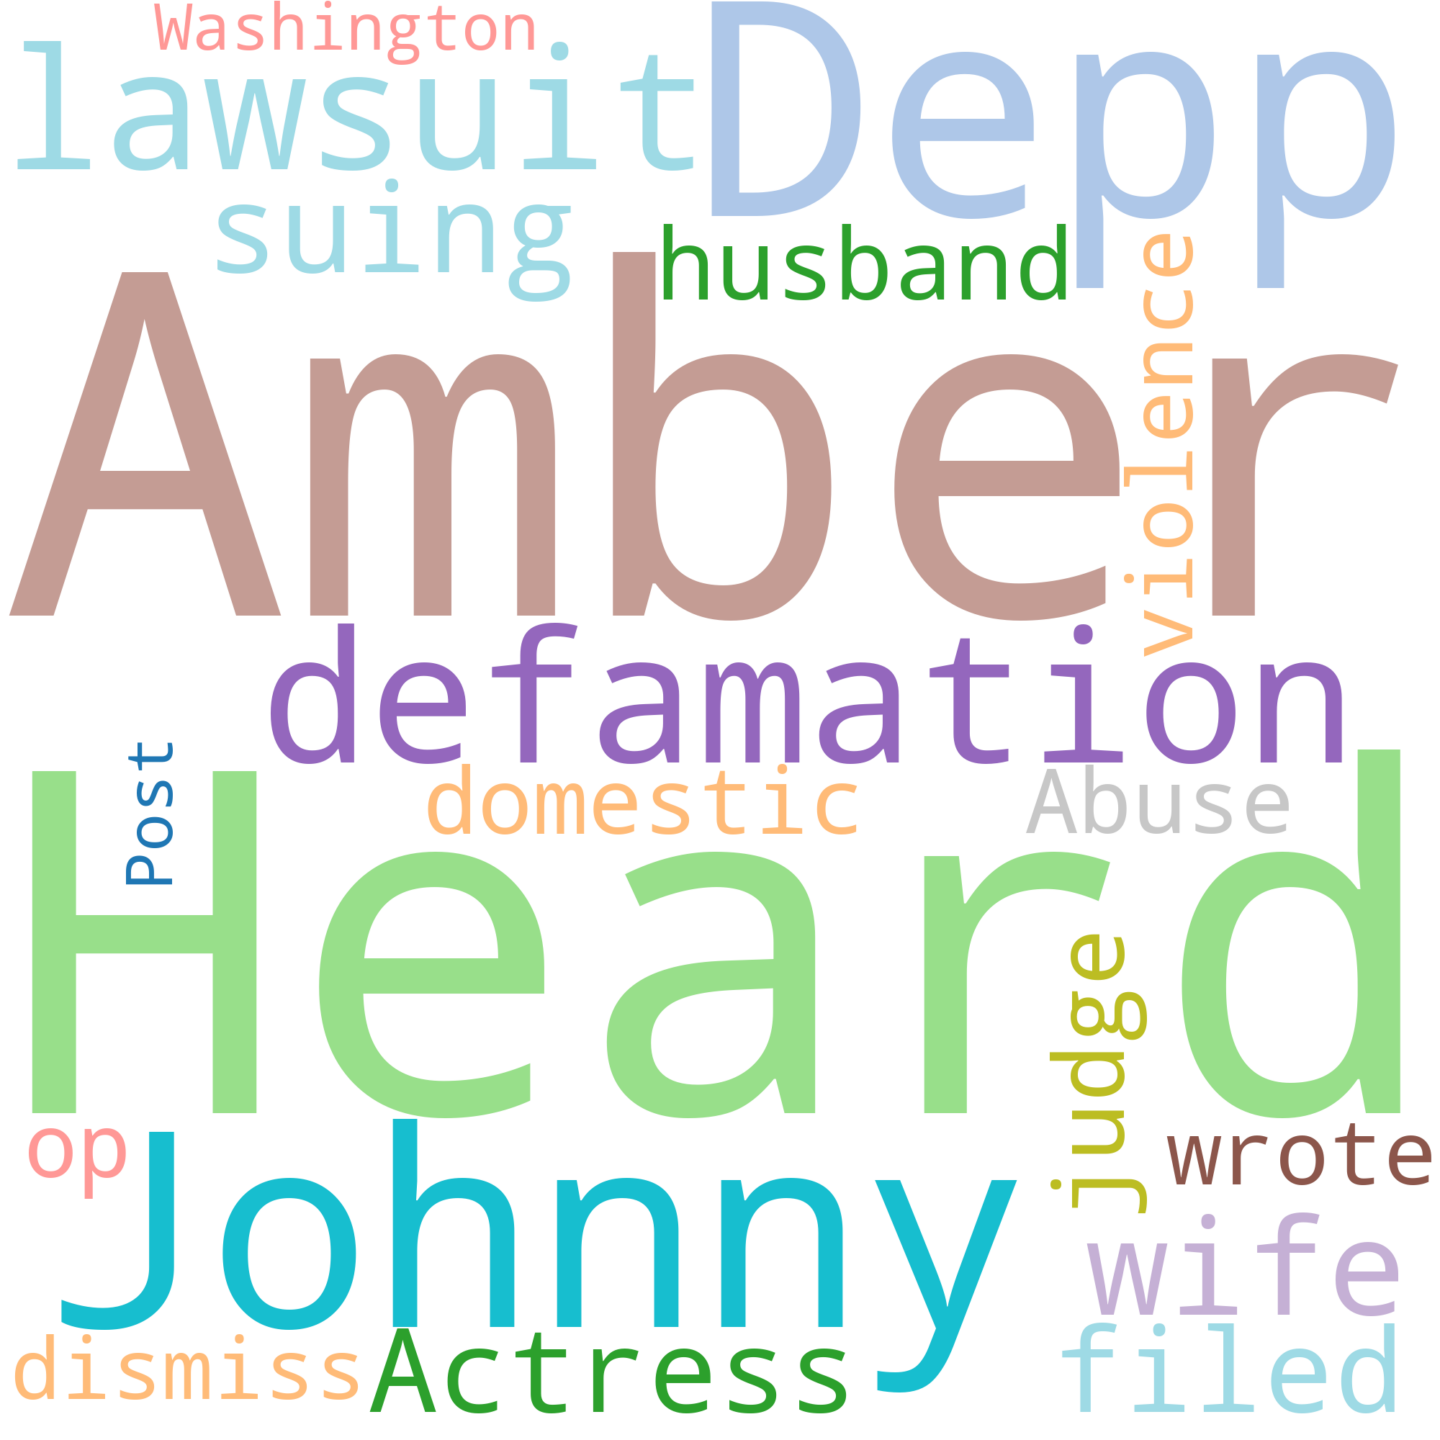 Washington
lawsuit
Depp
suing
husband
violence
Amber
defamation
Post
domestic
Abuse
Heard
judge
op
Johnny
wrote
wife
dismiss
Actress
filed